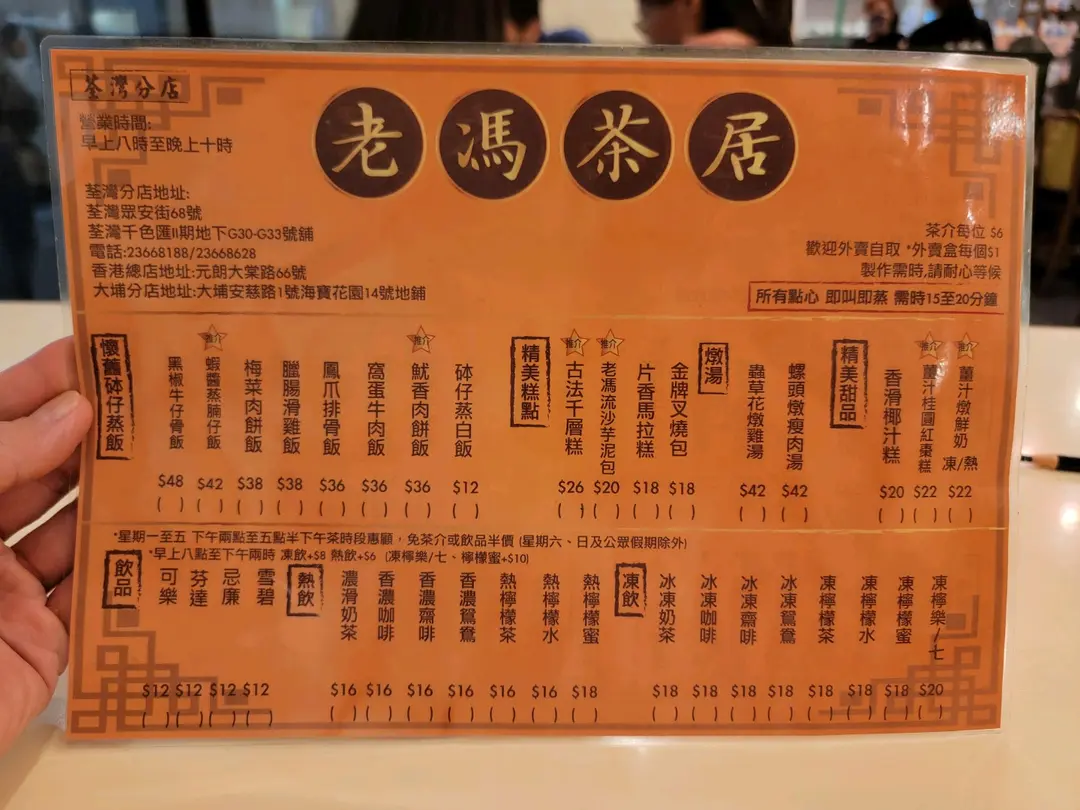 荃灣分店
老馮茶居
營業時間:
早上八時至晚上十時
荃灣分店地址:
荃灣眾安街68號
荃灣千色匯II期地下G30-G33號舖
電話:23668188/23668628
香港總店地址:元朗大棠路66號
大埔分店地址:大埔安慈路1號海寶花園14號地舖
茶介每位 $6
歡迎外賣自取 *外賣盒每個$1
製作需時,請耐心等候
所有點心 即叫即蒸 需時15至20分鐘
懷舊砵仔蒸飯
黑椒牛仔骨飯 $48 ( )
推介 蝦醬蒸腩仔飯 $42 ( )
梅菜肉餅飯 $38 ( )
臘腸滑雞飯 $38 ( )
鳳爪排骨飯 $36 ( )
窩蛋牛肉飯 $36 ( )
推介 魷香肉餅飯 $36 ( )
砵仔蒸白飯 $12 ( )
精美糕點
推介 古法千層糕 $26 ( )
推介 老馮流沙芋泥包 $20 ( )
片香馬拉糕 $18 ( )
金牌叉燒包 $18 ( )
燉湯
蟲草花燉雞湯 $42 ( )
螺頭燉瘦肉湯 $42 ( )
精美甜品
香滑椰汁糕 $20 ( )
推介 薑汁桂圓紅棗糕 $22 ( )
推介 薑汁燉鮮奶 凍/熱 $22 ( )
*星期一至五 下午兩點至五點半下午茶時段惠顧，免茶介或飲品半價 (星期六、日及公眾假期除外)
*早上八點至下午兩時 凍飲+$8 熱飲+$6 (凍檸樂/七、檸檬蜜+$10)
飲品
可樂 $12 ( )
芬達 $12 ( )
忌廉 $12 ( )
雪碧 $12 ( )
熱飲
濃滑奶茶 $16 ( )
香濃咖啡 $16 ( )
香濃齋啡 $16 ( )
香濃鴛鴦 $16 ( )
熱檸檬茶 $16 ( )
熱檸檬水 $16 ( )
熱檸檬蜜 $18 ( )
凍飲
冰凍奶茶 $18 ( )
冰凍咖啡 $18 ( )
冰凍齋啡 $18 ( )
冰凍鴛鴦 $18 ( )
凍檸檬茶 $18 ( )
凍檸檬水 $18 ( )
凍檸檬蜜 $18 ( )
凍檸樂/七 $20 ( )